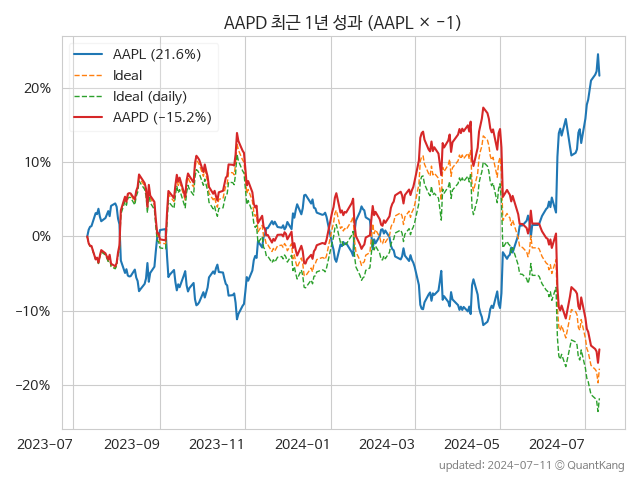 AAPD 최근 1년 성과 (AAPL × −1)
AAPL (21.6%)
Ideal
Ideal (daily)
AAPD (−15.2%)
20%
10%
0%
−10%
−20%
2023-07 2023-09 2023-11 2024-01 2024-03 2024-05 2024-07
updated: 2024-07-11 © QuantKang